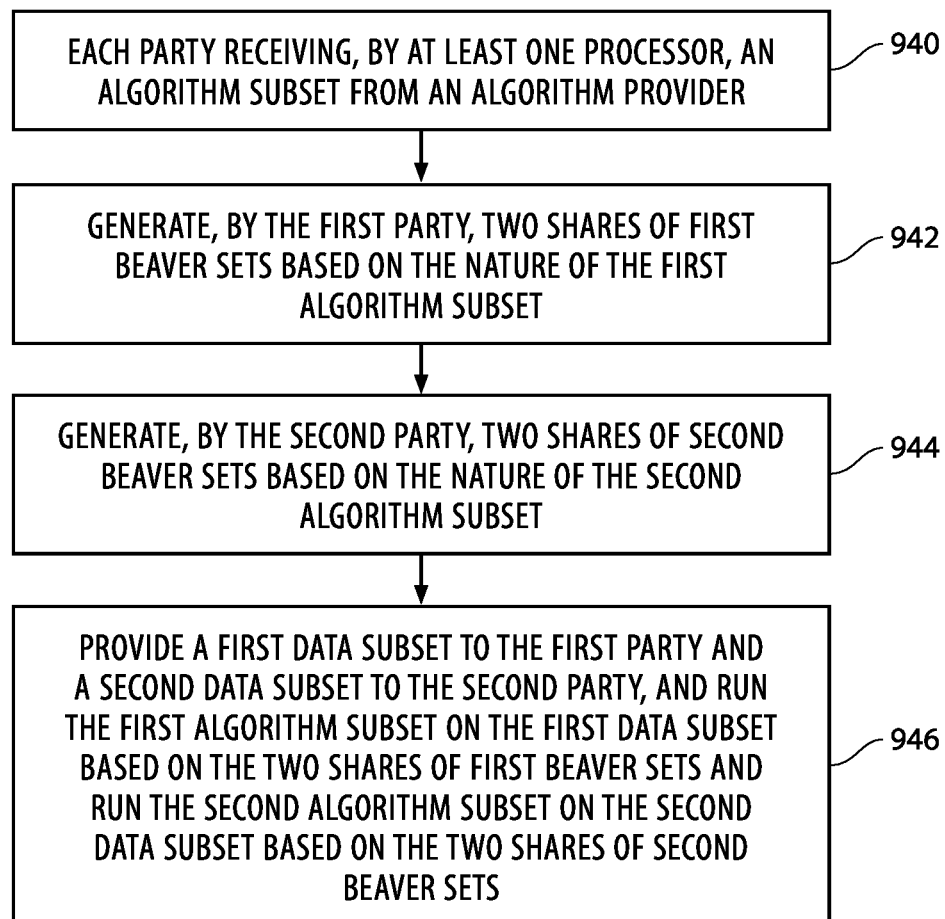 EACH PARTY RECEIVING, BY AT LEAST ONE PROCESSOR, AN
ALGORITHM SUBSET FROM AN ALGORITHM PROVIDER
940
GENERATE, BY THE FIRST PARTY, TWO SHARES OF FIRST
BEAVER SETS BASED ON THE NATURE OF THE FIRST
ALGORITHM SUBSET
942
GENERATE, BY THE SECOND PARTY, TWO SHARES OF SECOND
BEAVER SETS BASED ON THE NATURE OF THE SECOND
ALGORITHM SUBSET
944
PROVIDE A FIRST DATA SUBSET TO THE FIRST PARTY AND
A SECOND DATA SUBSET TO THE SECOND PARTY, AND RUN
THE FIRST ALGORITHM SUBSET ON THE FIRST DATA SUBSET
BASED ON THE TWO SHARES OF FIRST BEAVER SETS AND
RUN THE SECOND ALGORITHM SUBSET ON THE SECOND
DATA SUBSET BASED ON THE TWO SHARES OF SECOND
BEAVER SETS
946